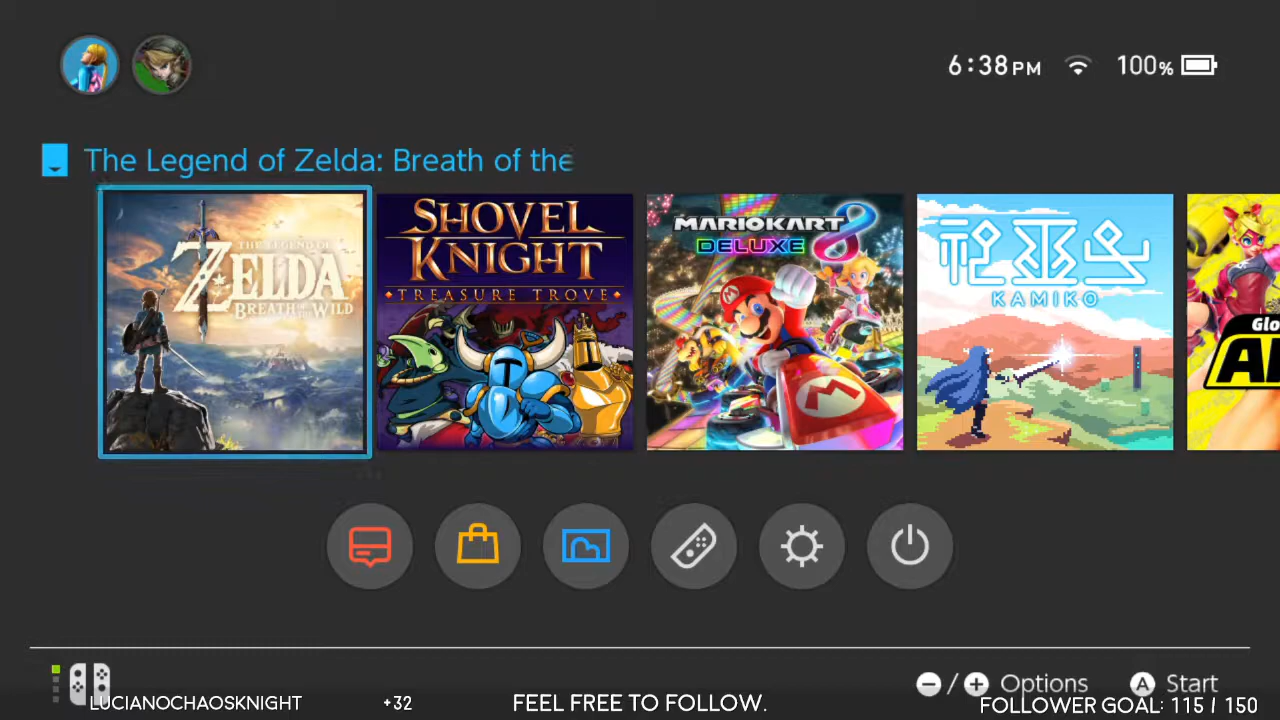 6:38PM 100%
The Legend of Zelda: Breath of the
THE LEGEND OF
ZELDA
BREATH OF THE WILD
SHOVEL
KNIGHT
TREASURE TROVE
MARIOKART 8
DELUXE
M
M
KAMIKO
− / + Options
A Start
LUCIANOCHAOSKNIGHT
+32
FEEL FREE TO FOLLOW.
FOLLOWER GOAL: 115 / 150